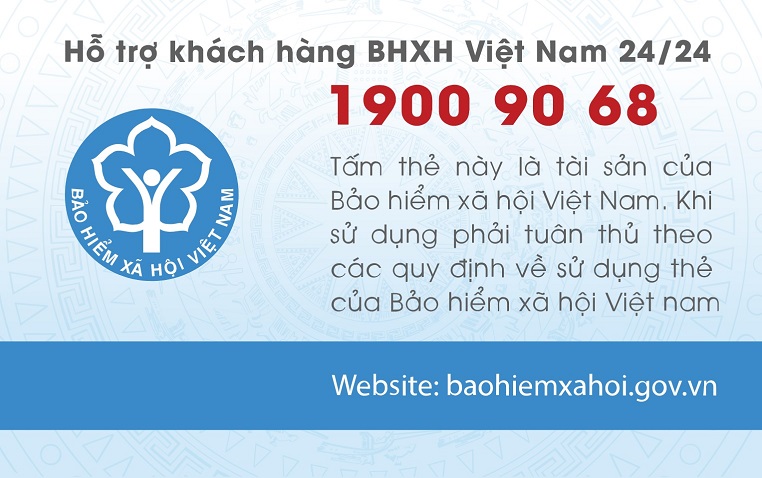 Hỗ trợ khách hàng BHXH Việt Nam 24/24
1900 90 68
BẢO HIỂM XÃ HỘI VIỆT NAM
Tấm thẻ này là tài sản của
Bảo hiểm xã hội Việt Nam. Khi
sử dụng phải tuân thủ theo
các quy định về sử dụng thẻ
của Bảo hiểm xã hội Việt nam
Website: baohiemxahoi.gov.vn